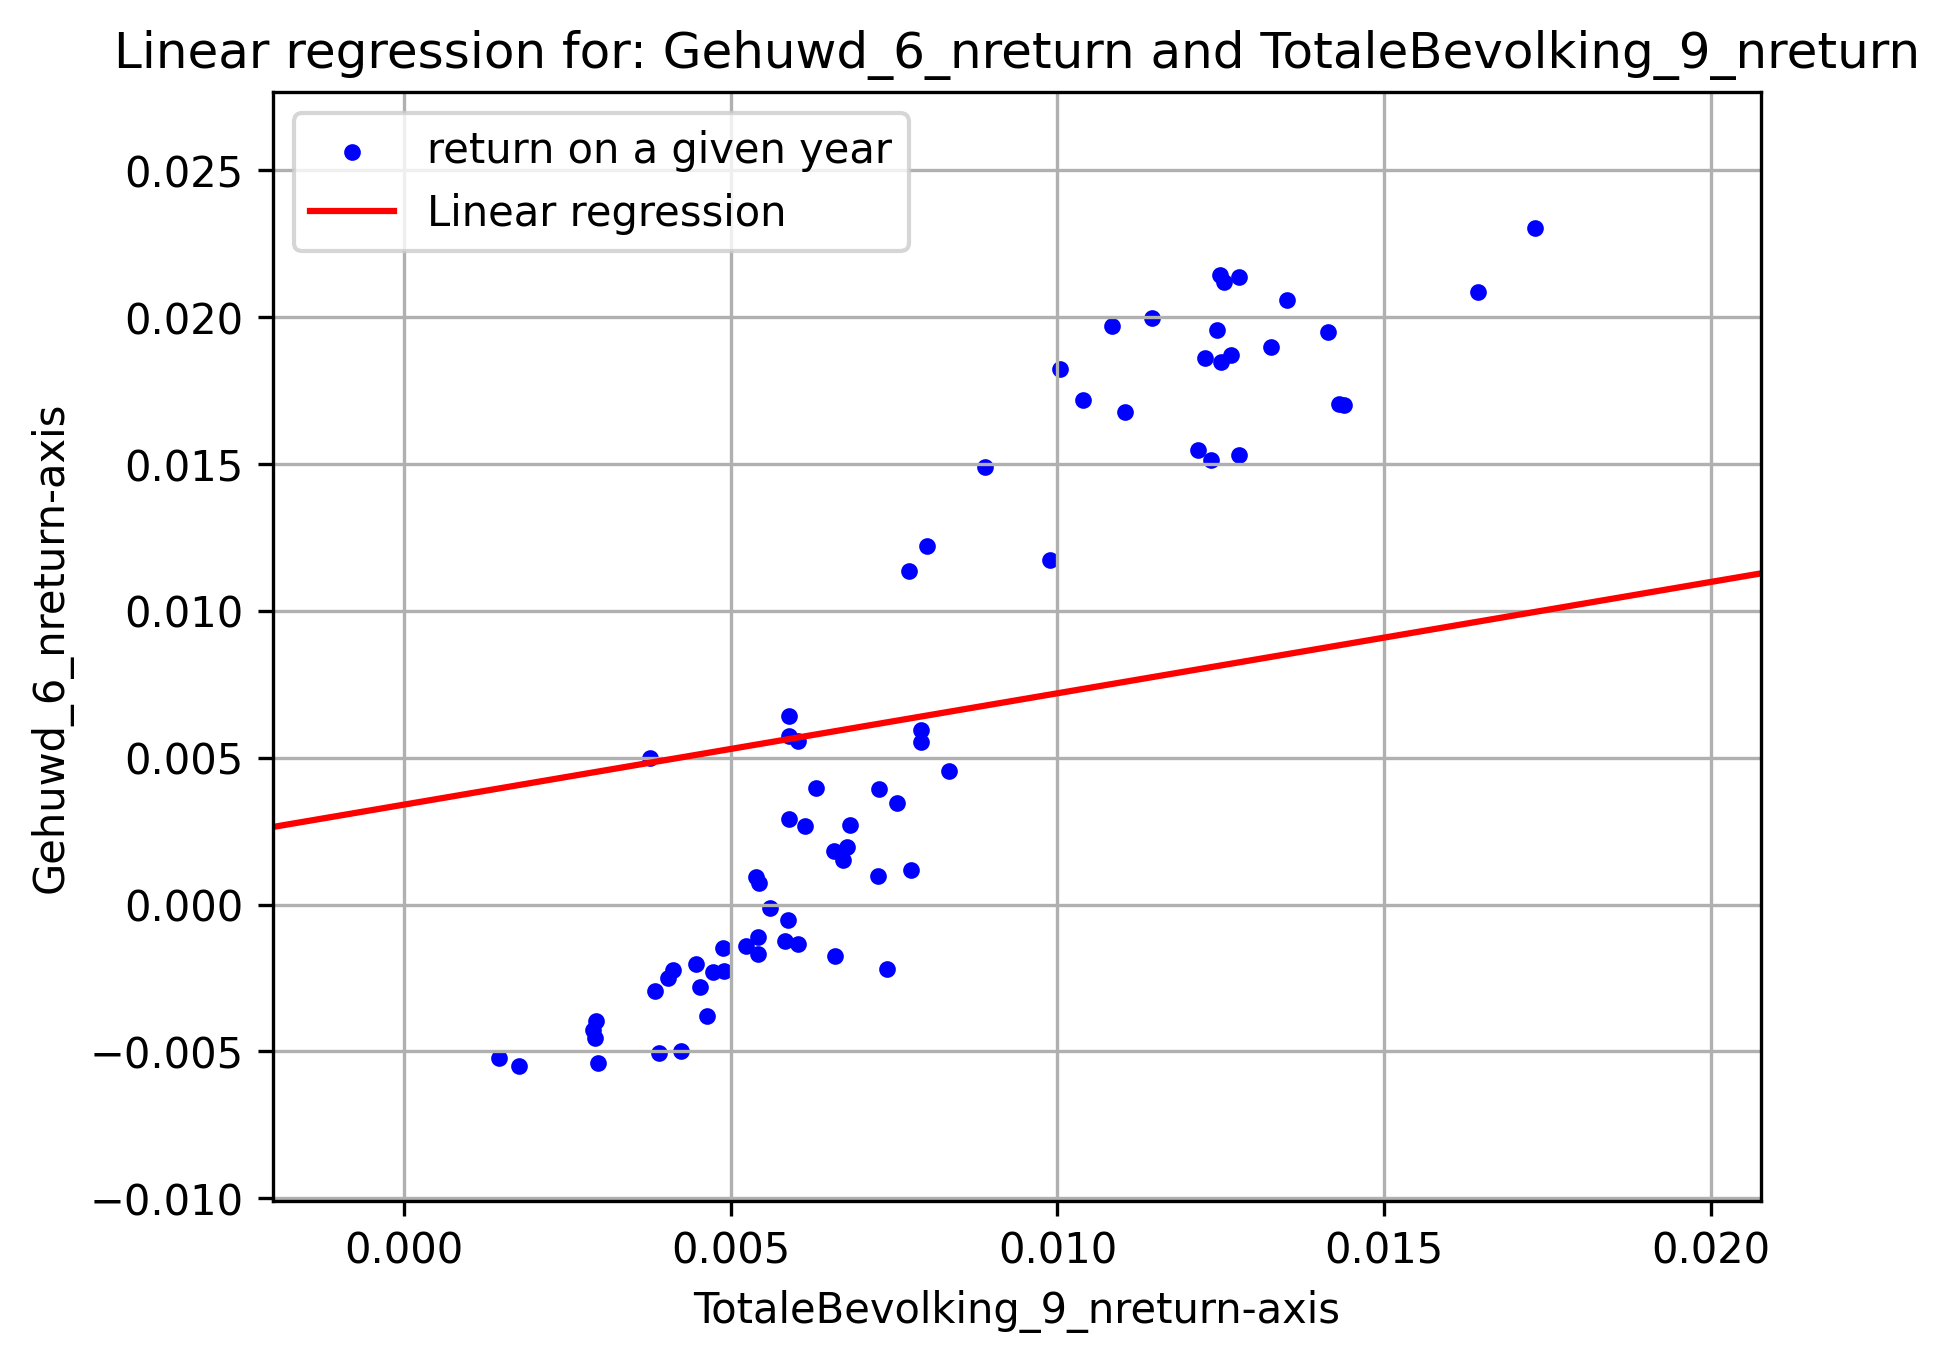 Linear regression for: Gehuwd_6_nreturn and TotaleBevolking_9_nreturn
return on a given year
Linear regression
0.025
0.020
0.015
0.010
0.005
0.000
−0.005
−0.010
Gehuwd_6_nreturn-axis
0.000 0.005 0.010 0.015 0.020
TotaleBevolking_9_nreturn-axis